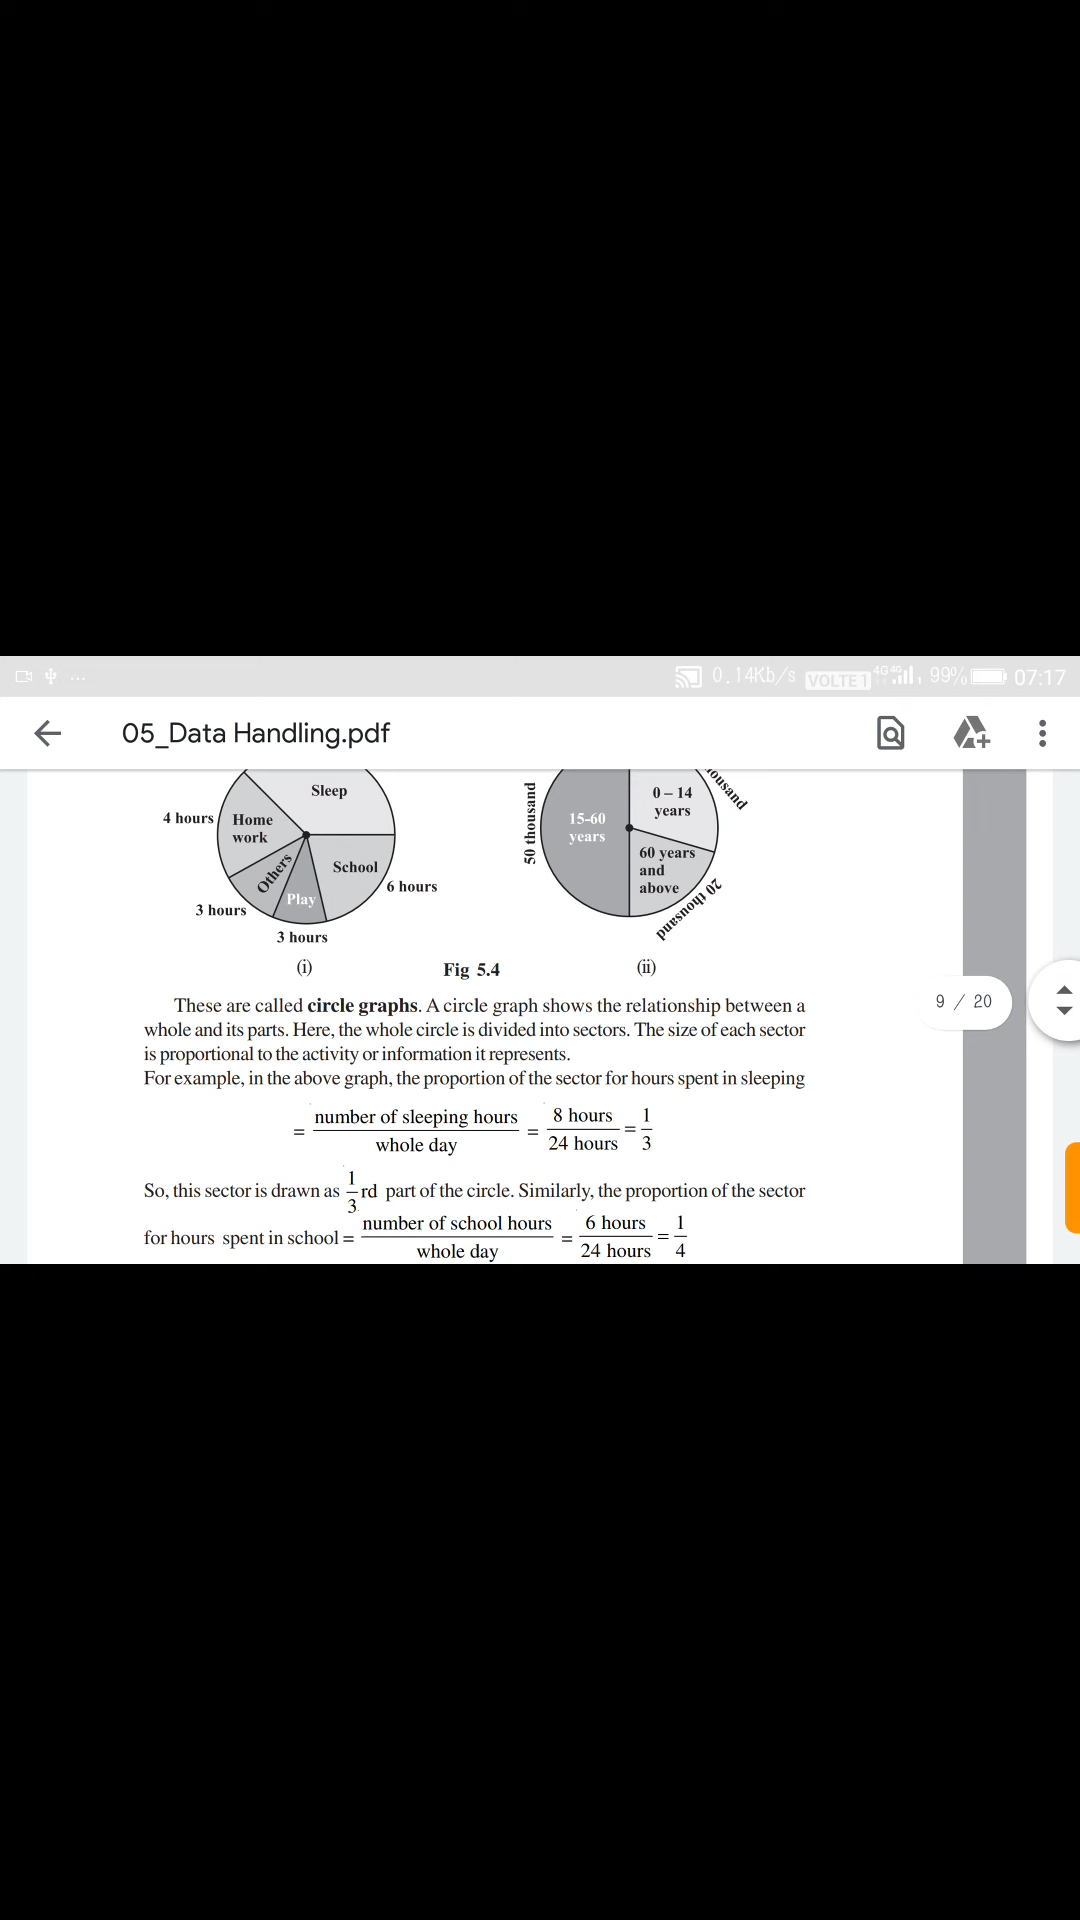 0.14Kb/s VOLTE 1 4G 4G 99% 07:17
05_Data Handling.pdf
Sleep
4 hours
Home
work
Others
School
6 hours
Play
3 hours
3 hours
(i)
50 thousand
15-60
years
0 – 14
years
60 years
and
above
20 thousand
(ii)
Fig 5.4
These are called circle graphs. A circle graph shows the relationship between a
whole and its parts. Here, the whole circle is divided into sectors. The size of each sector
is proportional to the activity or information it represents.
For example, in the above graph, the proportion of the sector for hours spent in sleeping
= number of sleeping hours / whole day = 8 hours / 24 hours = 1 / 3
So, this sector is drawn as 1/3 rd part of the circle. Similarly, the proportion of the sector
for hours spent in school = number of school hours / whole day = 6 hours / 24 hours = 1 / 4
9 / 20